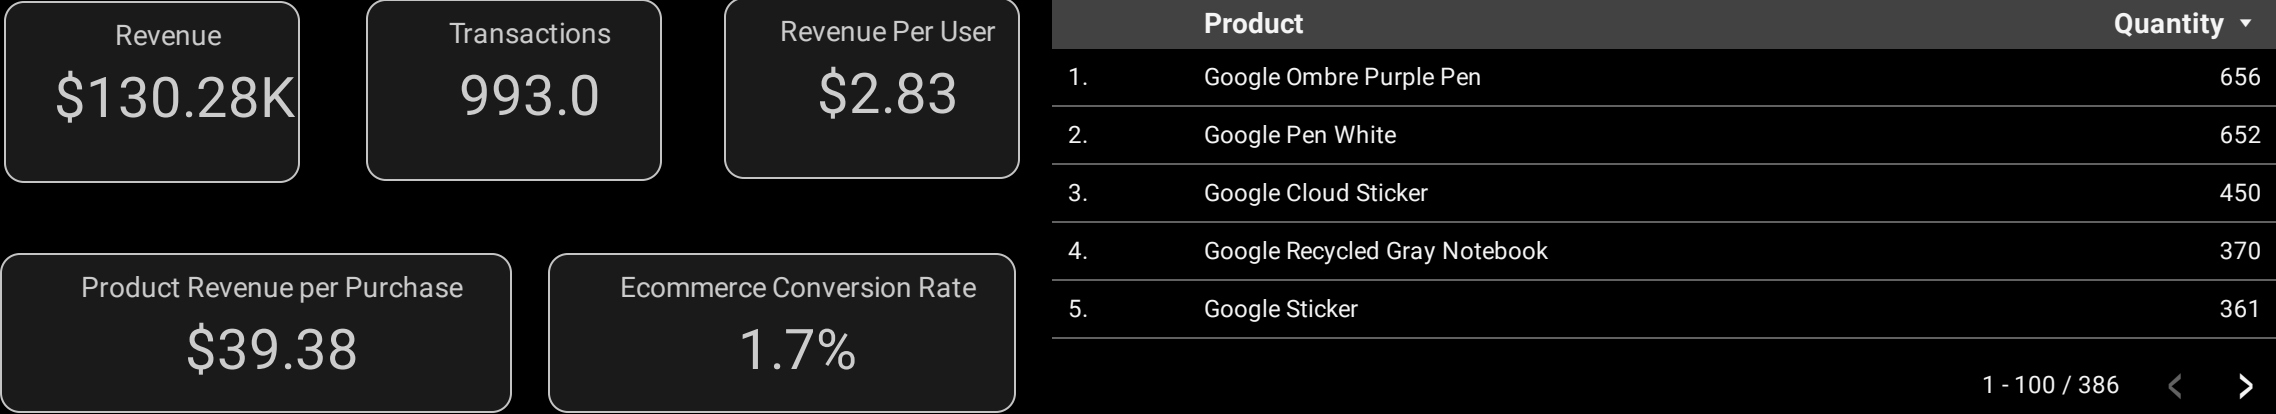 Revenue
$130.28K
Transactions
993.0
Revenue Per User
$2.83
Product Revenue per Purchase
$39.38
Ecommerce Conversion Rate
1.7%
Product Quantity
1. Google Ombre Purple Pen 656
2. Google Pen White 652
3. Google Cloud Sticker 450
4. Google Recycled Gray Notebook 370
5. Google Sticker 361
1 - 100 / 386